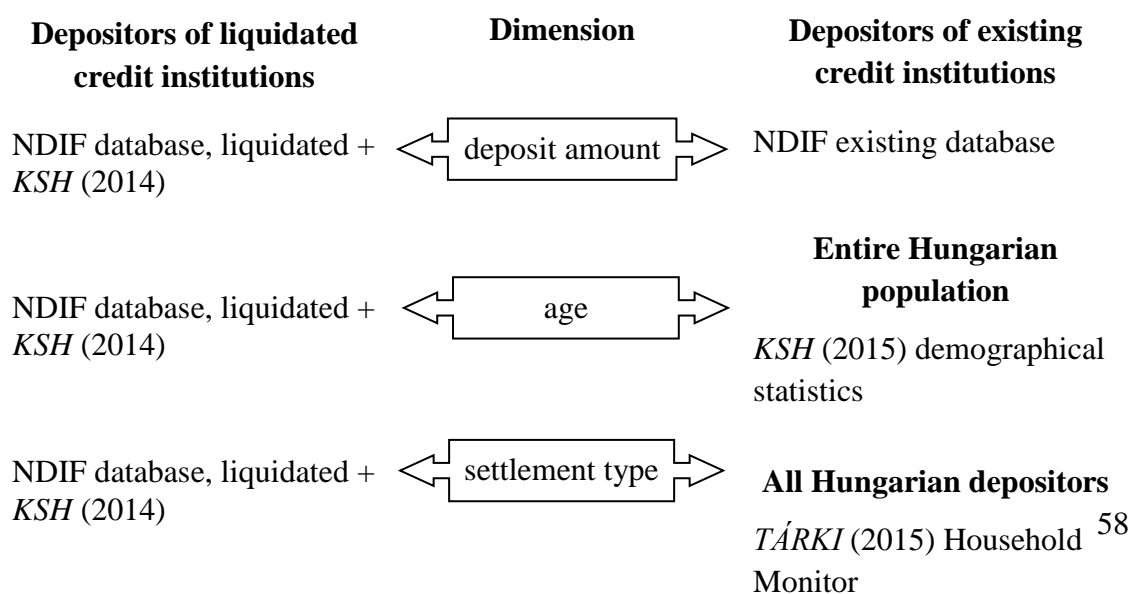 Depositors of liquidated
credit institutions
Dimension
Depositors of existing
credit institutions
NDIF database, liquidated +
KSH (2014)
deposit amount
NDIF existing database
Entire Hungarian
population
NDIF database, liquidated +
KSH (2014)
age
KSH (2015) demographical
statistics
NDIF database, liquidated +
KSH (2014)
settlement type
All Hungarian depositors
TÁRKI (2015) Household
Monitor
58